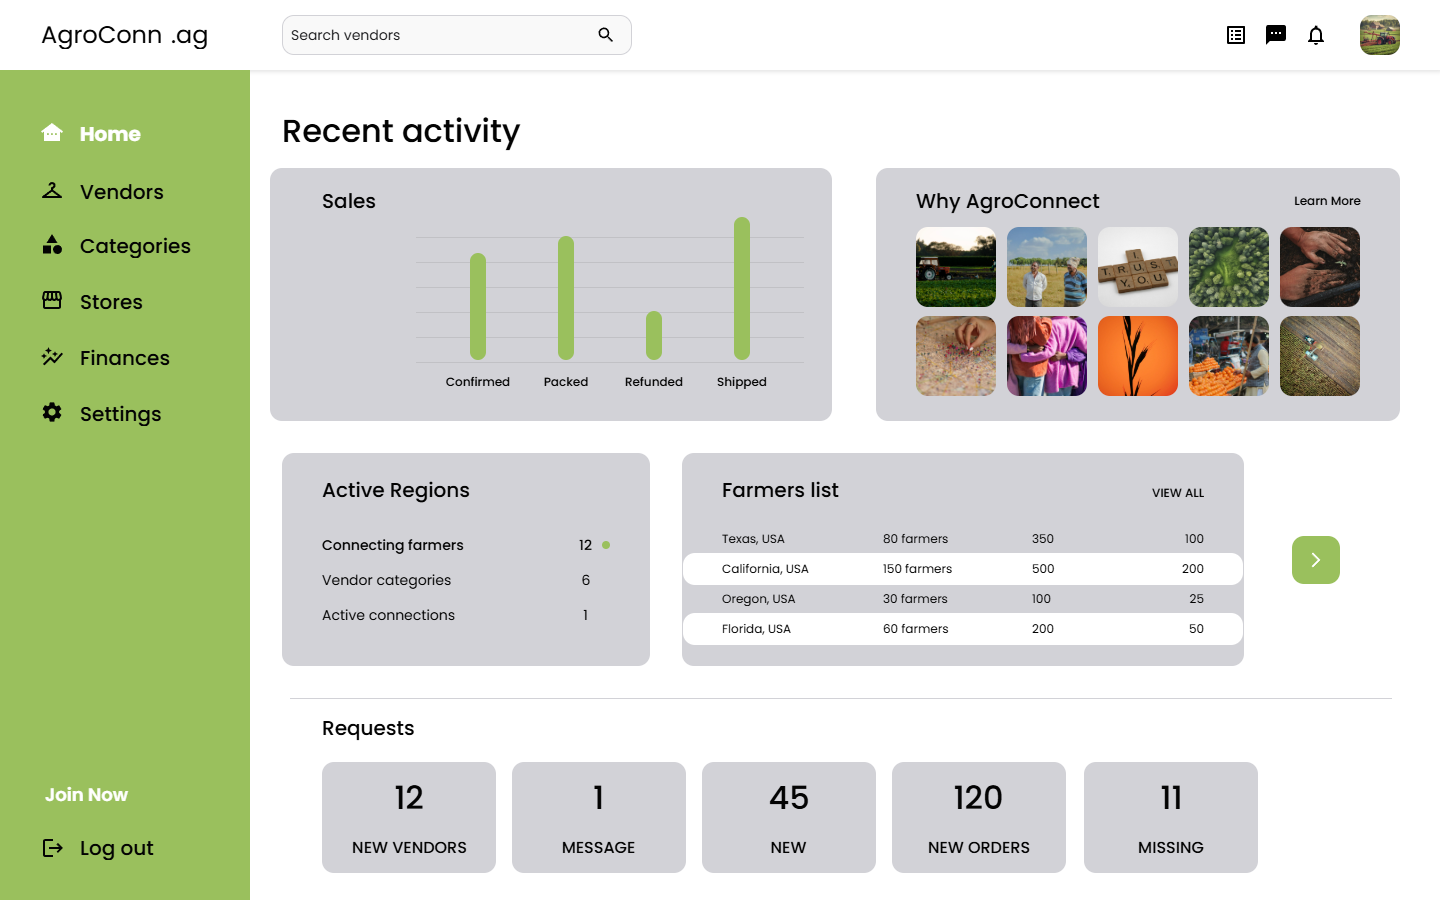 AgroConn .ag
Search vendors
Home
Vendors
Categories
Stores
Finances
Settings
Join Now
Log out
Recent activity
Sales
Confirmed Packed Refunded Shipped
Why AgroConnect Learn More
I
TRUST
YOU
Active Regions
Connecting farmers 12
Vendor categories 6
Active connections 1
Farmers list VIEW ALL
Texas, USA 80 farmers 350 100
California, USA 150 farmers 500 200
Oregon, USA 30 farmers 100 25
Florida, USA 60 farmers 200 50
Requests
12 1 45 120 11
NEW VENDORS MESSAGE NEW NEW ORDERS MISSING